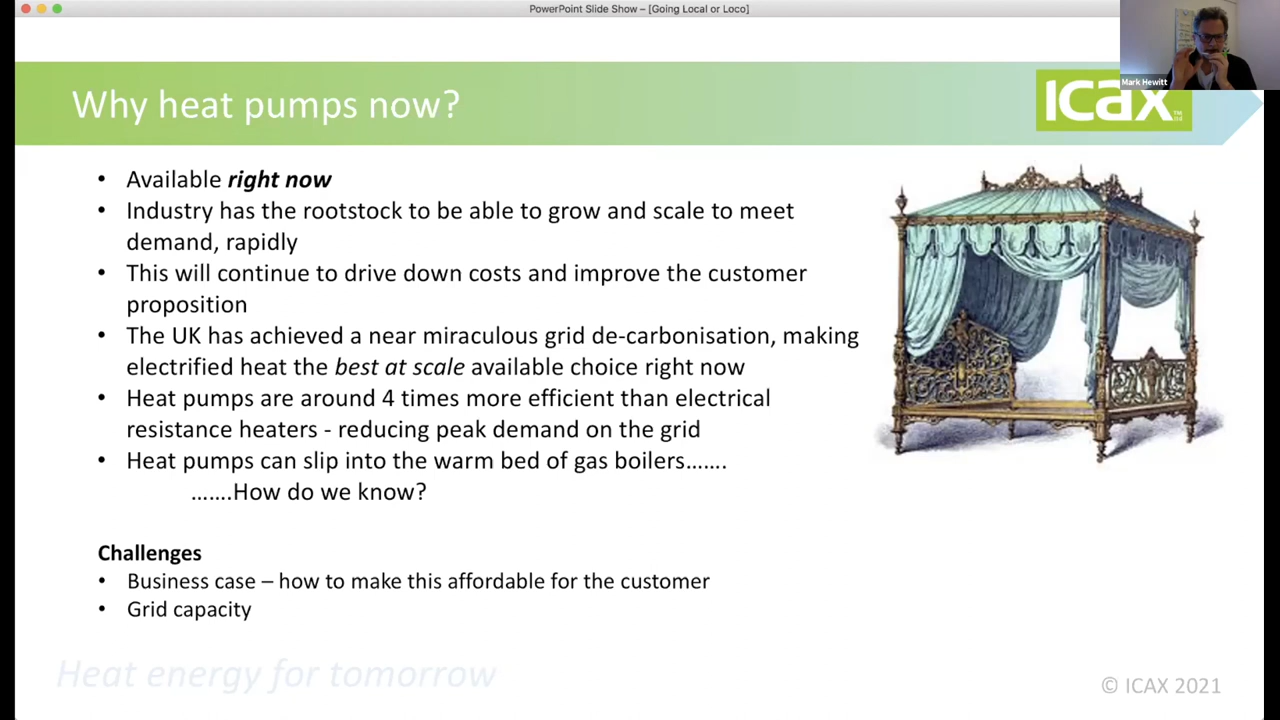 PowerPoint Slide Show – [Going Local or Loco]
Mark Hewitt
Why heat pumps now?
ICax
• Available right now
• Industry has the rootstock to be able to grow and scale to meet
demand, rapidly
• This will continue to drive down costs and improve the customer
proposition
• The UK has achieved a near miraculous grid de-carbonisation, making
electrified heat the best at scale available choice right now
• Heat pumps are around 4 times more efficient than electrical
resistance heaters - reducing peak demand on the grid
• Heat pumps can slip into the warm bed of gas boilers…….
…….How do we know?
Challenges
• Business case – how to make this affordable for the customer
• Grid capacity
Heat energy for tomorrow
© ICAX 2021